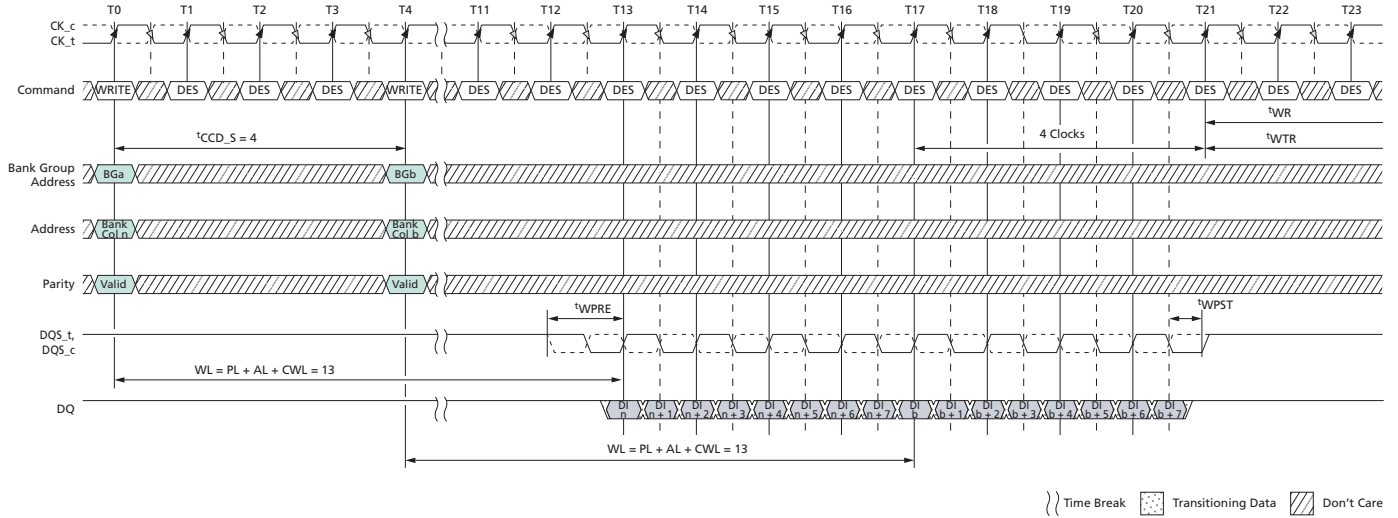 T0 T1 T2 T3 T4 T11 T12 T13 T14 T15 T16 T17 T18 T19 T20 T21 T22 T23
CK_c
CK_t
Command WRITE DES DES DES WRITE DES DES DES DES DES DES DES DES DES DES DES DES DES
tWR
tCCD_S = 4
4 Clocks
tWTR
Bank Group
Address
BGa BGb
Address
Bank
Col n
Bank
Col b
Parity Valid Valid
tWPRE
tWPST
DQS_t,
DQS_c
WL = PL + AL + CWL = 13
DQ
DI
n
DI
n + 1
DI
n + 2
DI
n + 3
DI
n + 4
DI
n + 5
DI
n + 6
DI
n + 7
DI
b
DI
b + 1
DI
b + 2
DI
b + 3
DI
b + 4
DI
b + 5
DI
b + 6
DI
b + 7
WL = PL + AL + CWL = 13
Time Break Transitioning Data Don't Care